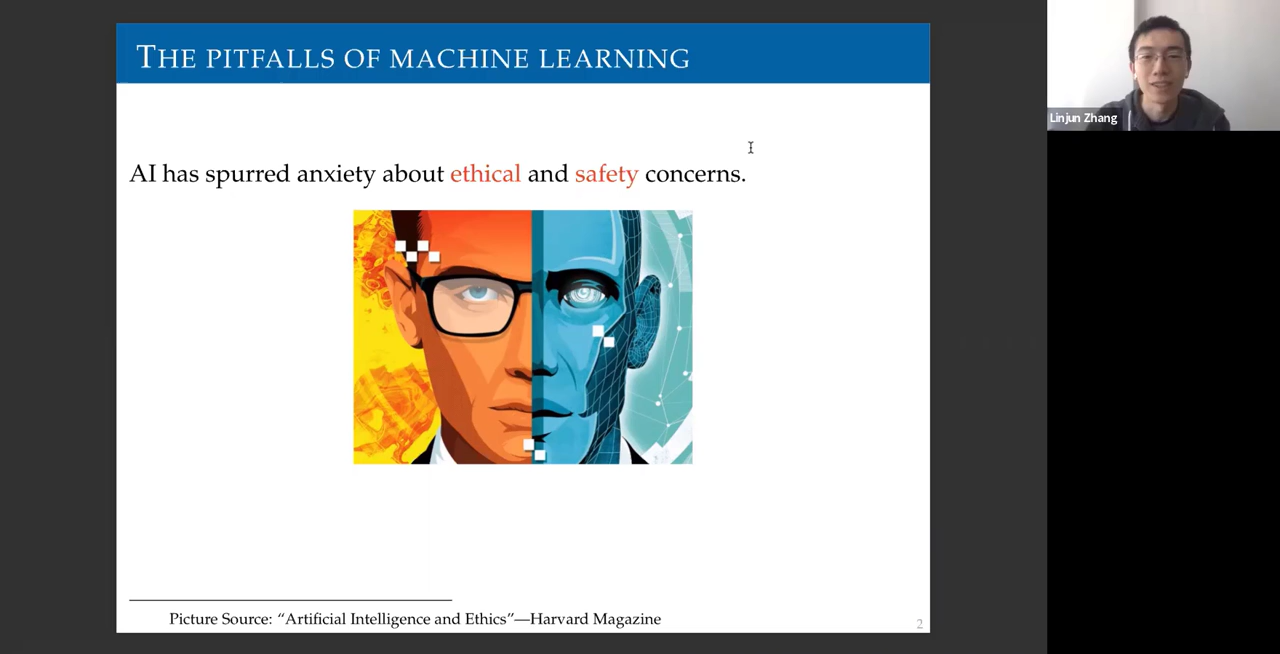 THE PITFALLS OF MACHINE LEARNING
Linjun Zhang
AI has spurred anxiety about ethical and safety concerns.
Picture Source: “Artificial Intelligence and Ethics”—Harvard Magazine
2